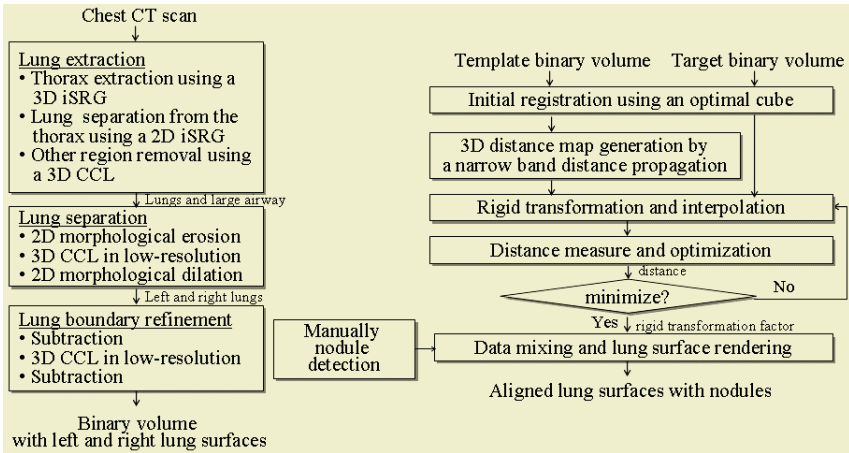 Chest CT scan
Lung extraction
• Thorax extraction using a
3D iSRG
• Lung separation from the
thorax using a 2D iSRG
• Other region removal using
a 3D CCL
Lungs and large airway
Lung separation
• 2D morphological erosion
• 3D CCL in low-resolution
• 2D morphological dilation
Left and right lungs
Lung boundary refinement
• Subtraction
• 3D CCL in low-resolution
• Subtraction
Binary volume
with left and right lung surfaces
Template binary volume
Target binary volume
Initial registration using an optimal cube
3D distance map generation by
a narrow band distance propagation
Rigid transformation and interpolation
Distance measure and optimization
distance
minimize?
No
Yes
rigid transformation factor
Manually
nodule
detection
Data mixing and lung surface rendering
Aligned lung surfaces with nodules